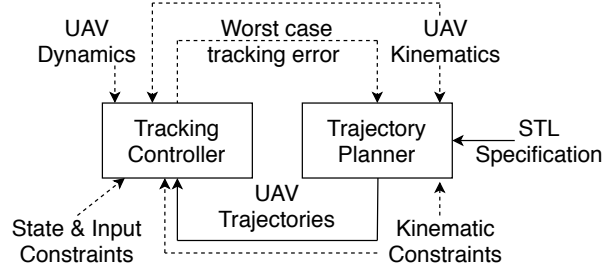 UAV
Dynamics
Worst case
tracking error
UAV
Kinematics
Tracking
Controller
Trajectory
Planner
STL
Specification
UAV
Trajectories
State & Input
Constraints
Kinematic
Constraints